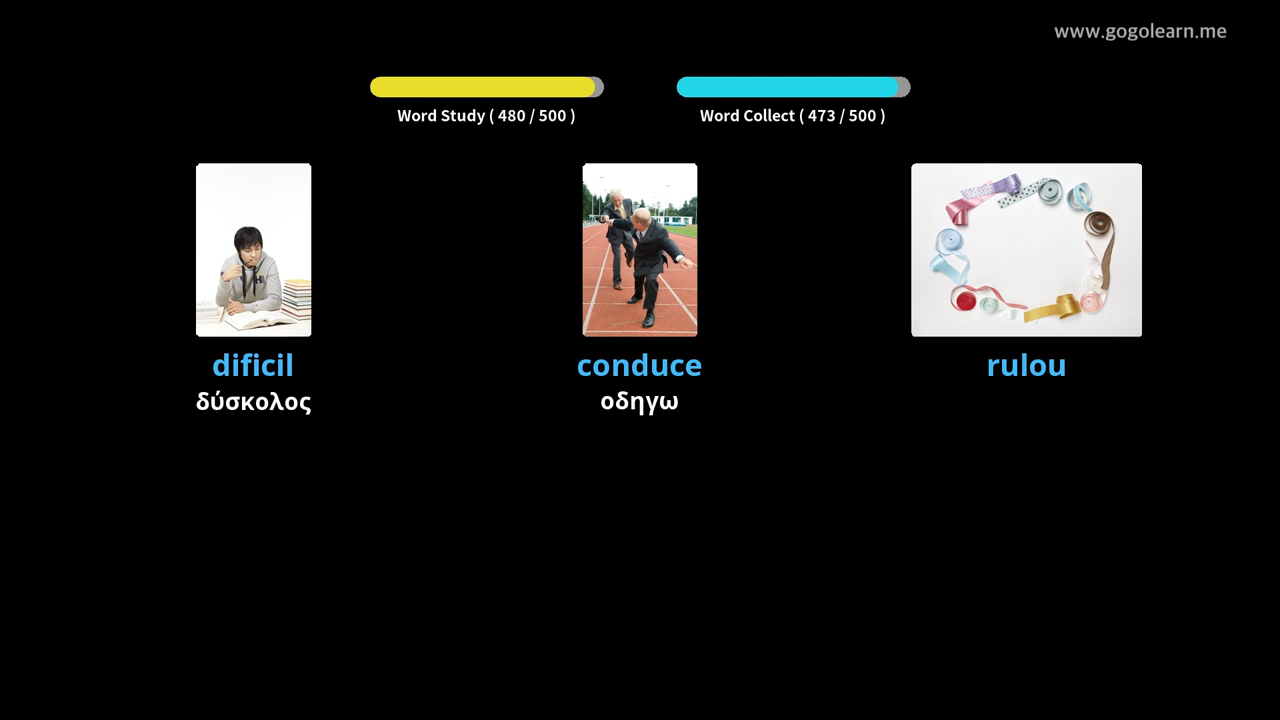 www.gogolearn.me
Word Study ( 480 / 500 )
Word Collect ( 473 / 500 )
dificil
δύσκολος
conduce
οδηγω
rulou